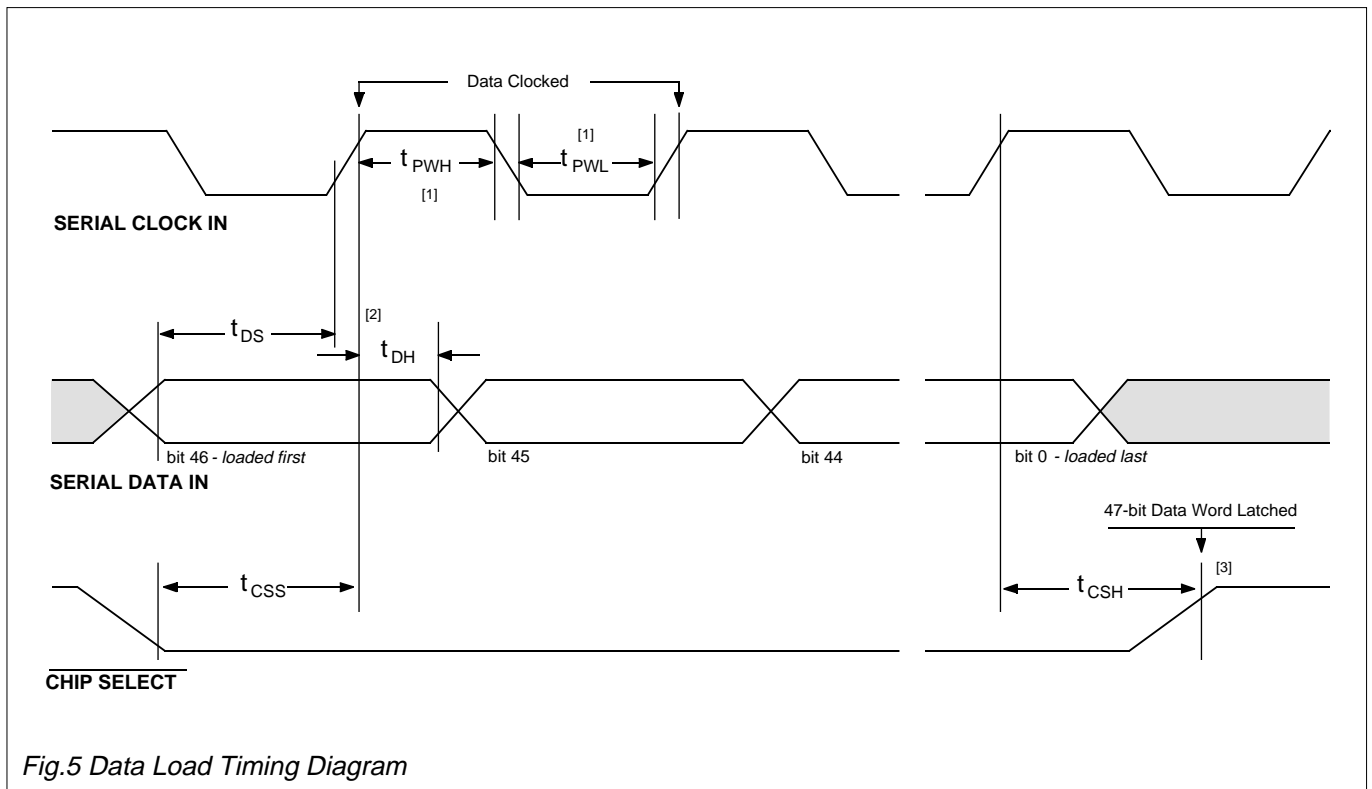 Data Clocked
[1]
t PWH
t PWL
[1]
SERIAL CLOCK IN
[2]
t DS
t DH
bit 46 - loaded first
bit 45
bit 44
bit 0 - loaded last
SERIAL DATA IN
47-bit Data Word Latched
[3]
t CSS
t CSH
CHIP SELECT
Fig.5 Data Load Timing Diagram